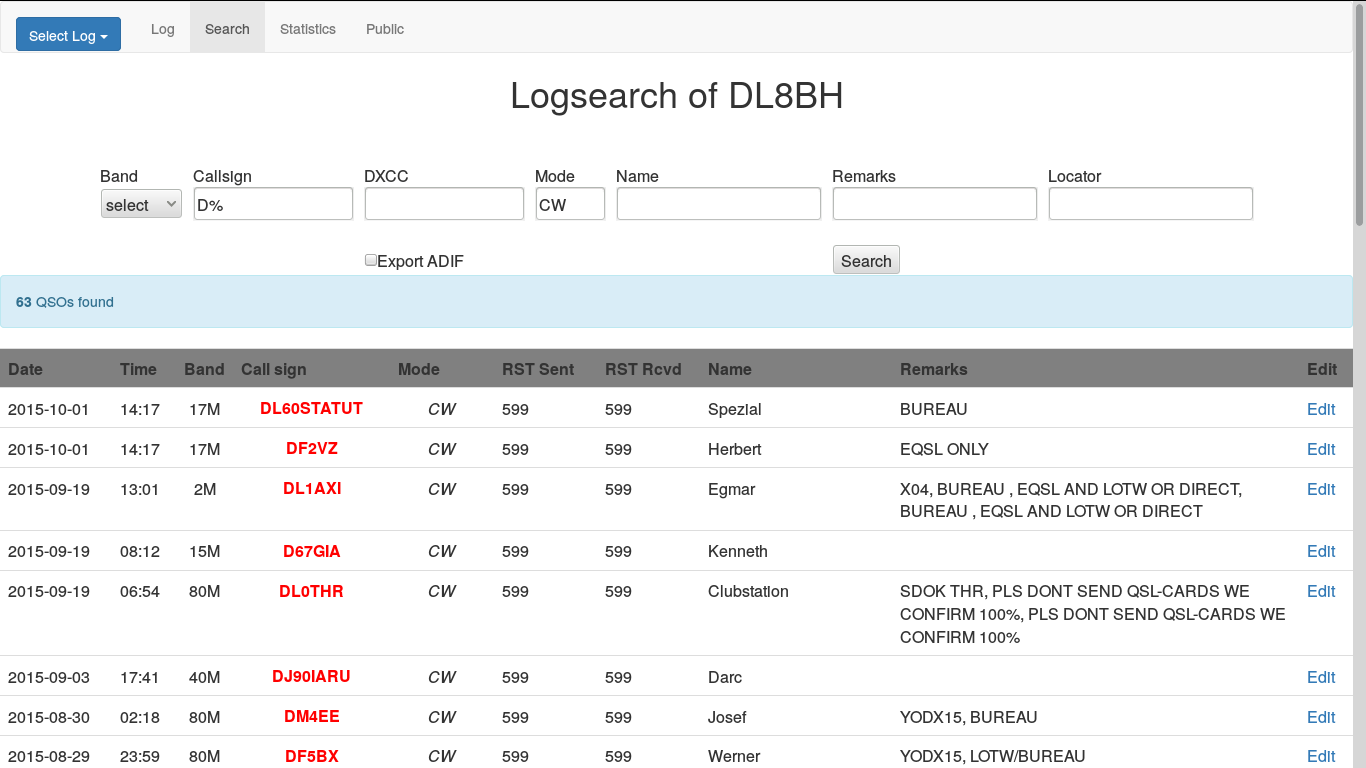 Select Log Log Search Statistics Public
Logsearch of DL8BH
Band Callsign DXCC Mode Name Remarks Locator
select D% CW
Export ADIF Search
63 QSOs found
Date Time Band Call sign Mode RST Sent RST Rcvd Name Remarks Edit
2015-10-01 14:17 17M DL60STATUT CW 599 599 Spezial BUREAU Edit
2015-10-01 14:17 17M DF2VZ CW 599 599 Herbert EQSL ONLY Edit
2015-09-19 13:01 2M DL1AXI CW 599 599 Egmar X04, BUREAU , EQSL AND LOTW OR DIRECT, Edit
BUREAU , EQSL AND LOTW OR DIRECT
2015-09-19 08:12 15M D67GIA CW 599 599 Kenneth Edit
2015-09-19 06:54 80M DL0THR CW 599 599 Clubstation SDOK THR, PLS DONT SEND QSL-CARDS WE Edit
CONFIRM 100%, PLS DONT SEND QSL-CARDS WE
CONFIRM 100%
2015-09-03 17:41 40M DJ90IARU CW 599 599 Darc Edit
2015-08-30 02:18 80M DM4EE CW 599 599 Josef YODX15, BUREAU Edit
2015-08-29 23:59 80M DF5BX CW 599 599 Werner YODX15, LOTW/BUREAU Edit